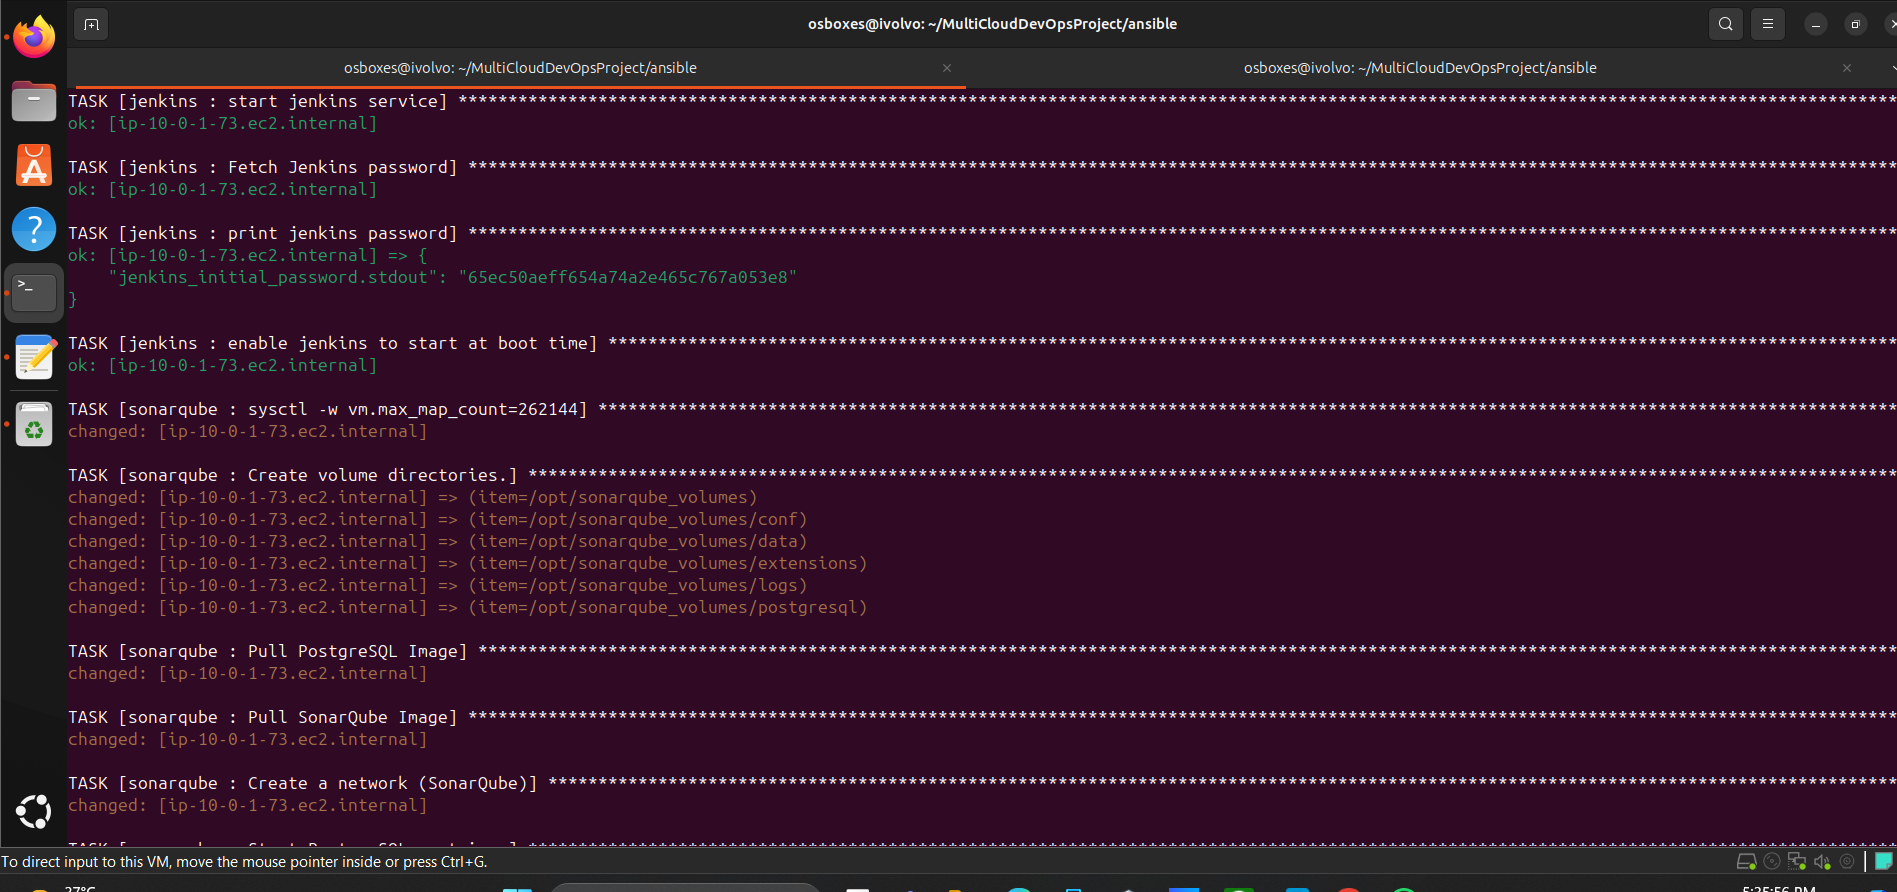 osboxes@ivolvo: ~/MultiCloudDevOpsProject/ansible
osboxes@ivolvo: ~/MultiCloudDevOpsProject/ansible × osboxes@ivolvo: ~/MultiCloudDevOpsProject/ansible ×
TASK [jenkins : start jenkins service] ************************************************************************************************************************************************
ok: [ip-10-0-1-73.ec2.internal]
TASK [jenkins : Fetch Jenkins password] ***********************************************************************************************************************************************
ok: [ip-10-0-1-73.ec2.internal]
TASK [jenkins : print jenkins password] ***********************************************************************************************************************************************
ok: [ip-10-0-1-73.ec2.internal] => {
"jenkins_initial_password.stdout": "65ec50aeff654a74a2e465c767a053e8"
}
TASK [jenkins : enable jenkins to start at boot time] *********************************************************************************************************************************
ok: [ip-10-0-1-73.ec2.internal]
TASK [sonarqube : sysctl -w vm.max_map_count=262144] **********************************************************************************************************************************
changed: [ip-10-0-1-73.ec2.internal]
TASK [sonarqube : Create volume directories.] *****************************************************************************************************************************************
changed: [ip-10-0-1-73.ec2.internal] => (item=/opt/sonarqube_volumes)
changed: [ip-10-0-1-73.ec2.internal] => (item=/opt/sonarqube_volumes/conf)
changed: [ip-10-0-1-73.ec2.internal] => (item=/opt/sonarqube_volumes/data)
changed: [ip-10-0-1-73.ec2.internal] => (item=/opt/sonarqube_volumes/extensions)
changed: [ip-10-0-1-73.ec2.internal] => (item=/opt/sonarqube_volumes/logs)
changed: [ip-10-0-1-73.ec2.internal] => (item=/opt/sonarqube_volumes/postgresql)
TASK [sonarqube : Pull PostgreSQL Image] **********************************************************************************************************************************************
changed: [ip-10-0-1-73.ec2.internal]
TASK [sonarqube : Pull SonarQube Image] ***********************************************************************************************************************************************
changed: [ip-10-0-1-73.ec2.internal]
TASK [sonarqube : Create a network (SonarQube)] ***************************************************************************************************************************************
changed: [ip-10-0-1-73.ec2.internal]
To direct input to this VM, move the mouse pointer inside or press Ctrl+G.